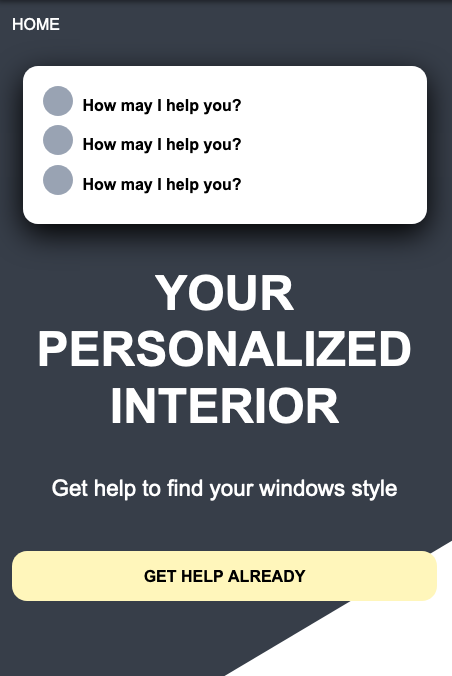 HOME
How may I help you?
How may I help you?
How may I help you?
YOUR
PERSONALIZED
INTERIOR
Get help to find your windows style
GET HELP ALREADY